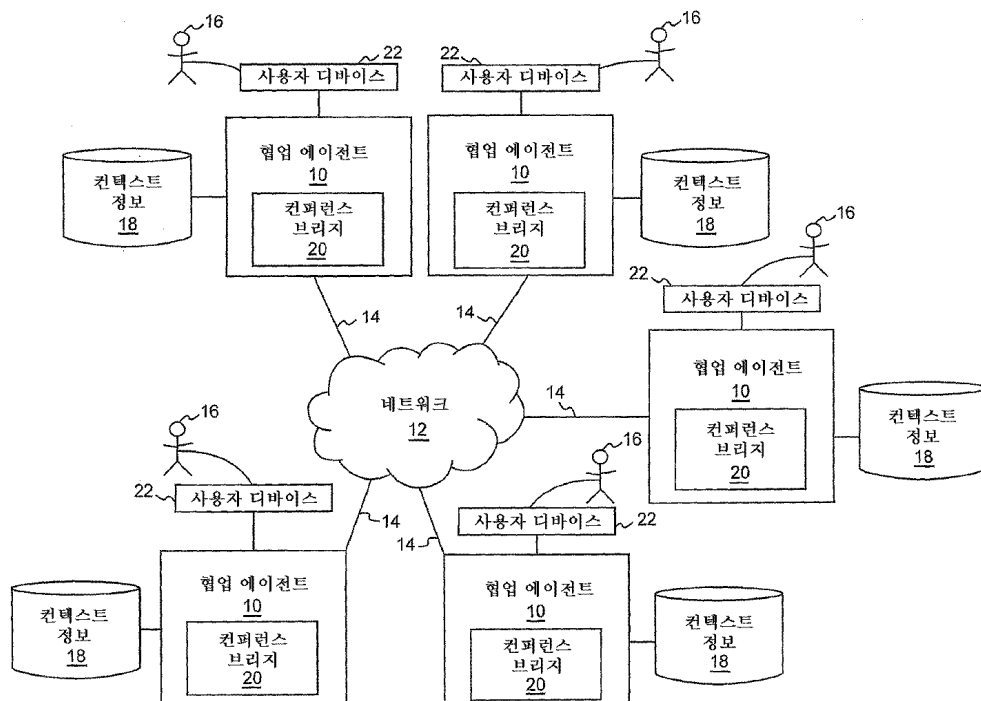 16
22
사용자 디바이스
협업 에이전트
10
컨퍼런스
브리지
20
컨텍스트
정보
18
14
16
22
사용자 디바이스
협업 에이전트
10
컨퍼런스
브리지
20
컨텍스트
정보
18
14
16
22
사용자 디바이스
협업 에이전트
10
컨퍼런스
브리지
20
컨텍스트
정보
18
14
네트워크
12
16
22
사용자 디바이스
협업 에이전트
10
컨퍼런스
브리지
20
컨텍스트
정보
18
14
16
사용자 디바이스
22
협업 에이전트
10
컨퍼런스
브리지
20
컨텍스트
정보
18
14